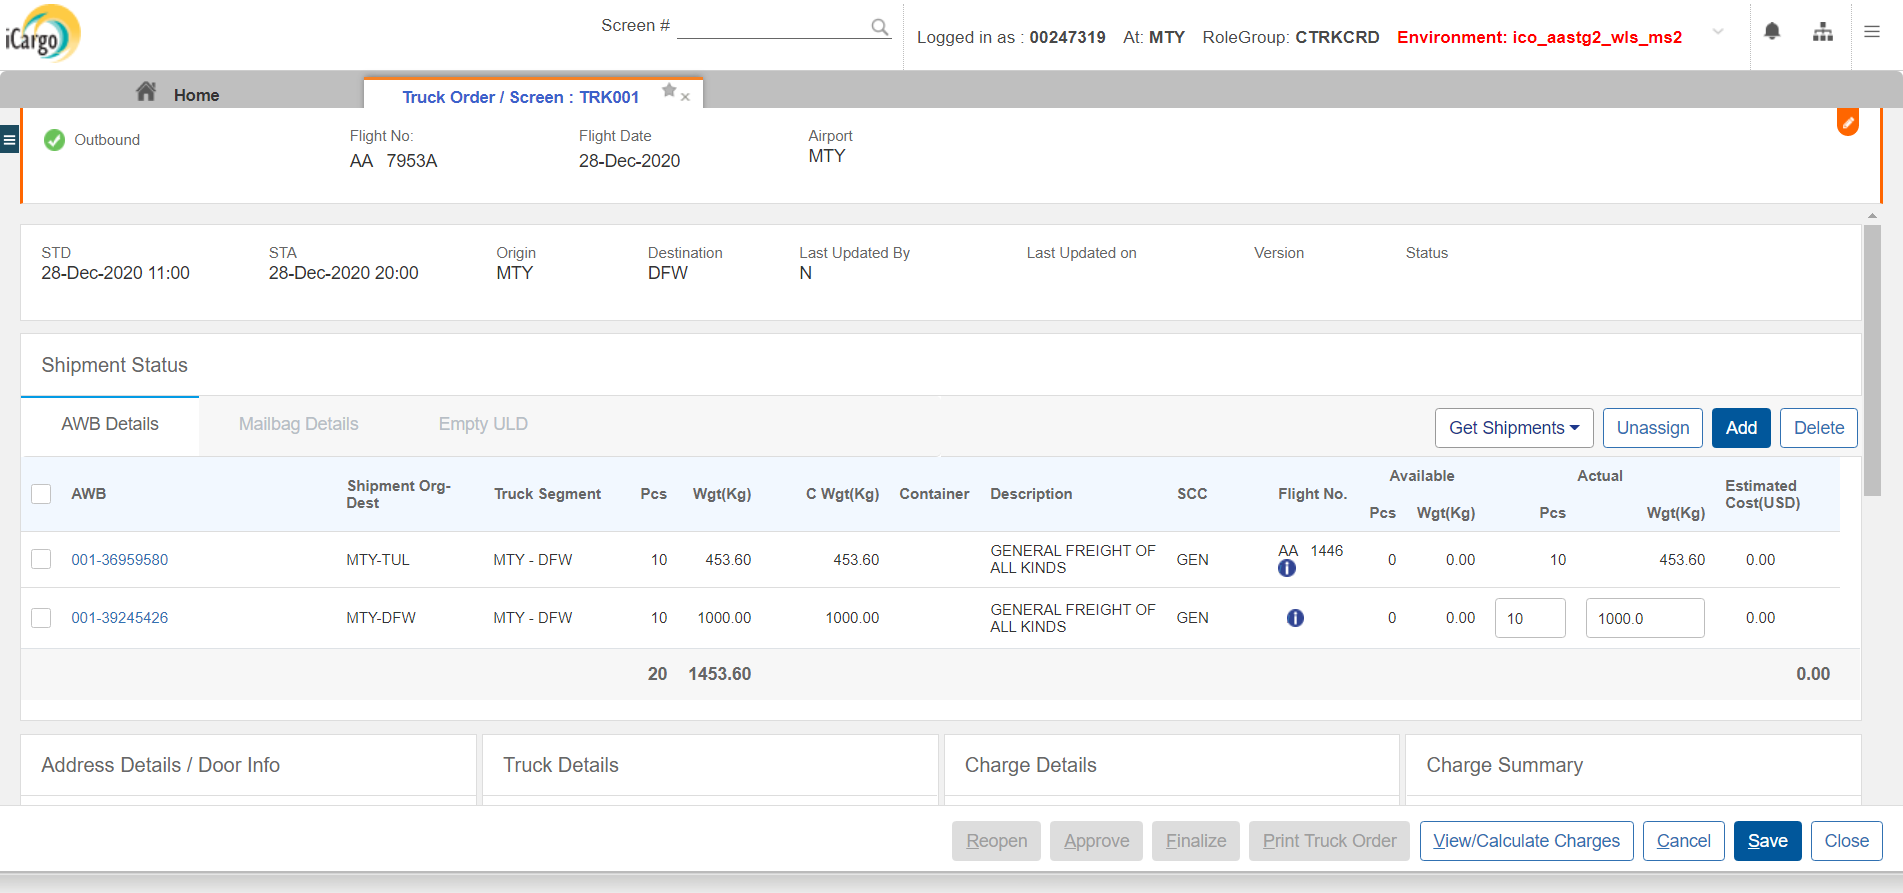 iCargo
Screen #
Logged in as : 00247319 At: MTY RoleGroup: CTRKCRD Environment: ico_aastg2_wls_ms2
Home
Truck Order / Screen : TRK001 ×
Outbound
Flight No:
AA 7953A
Flight Date
28-Dec-2020
Airport
MTY
STD
28-Dec-2020 11:00
STA
28-Dec-2020 20:00
Origin
MTY
Destination
DFW
Last Updated By
N
Last Updated on
Version
Status
Shipment Status
AWB Details Mailbag Details Empty ULD
Get Shipments Unassign Add Delete
AWB
Shipment Org-
Dest
Truck Segment
Pcs
Wgt(Kg)
C Wgt(Kg)
Container
Description
SCC
Flight No.
Available
Pcs Wgt(Kg)
Actual
Pcs Wgt(Kg)
Estimated
Cost(USD)
001-36959580 MTY-TUL MTY - DFW 10 453.60 453.60
GENERAL FREIGHT OF
ALL KINDS
GEN AA 1446 i 0 0.00 10 453.60 0.00
001-39245426 MTY-DFW MTY - DFW 10 1000.00 1000.00
GENERAL FREIGHT OF
ALL KINDS
GEN i 0 0.00 10 1000.0 0.00
20 1453.60 0.00
Address Details / Door Info
Truck Details
Charge Details
Charge Summary
Reopen Approve Finalize Print Truck Order View/Calculate Charges Cancel Save Close